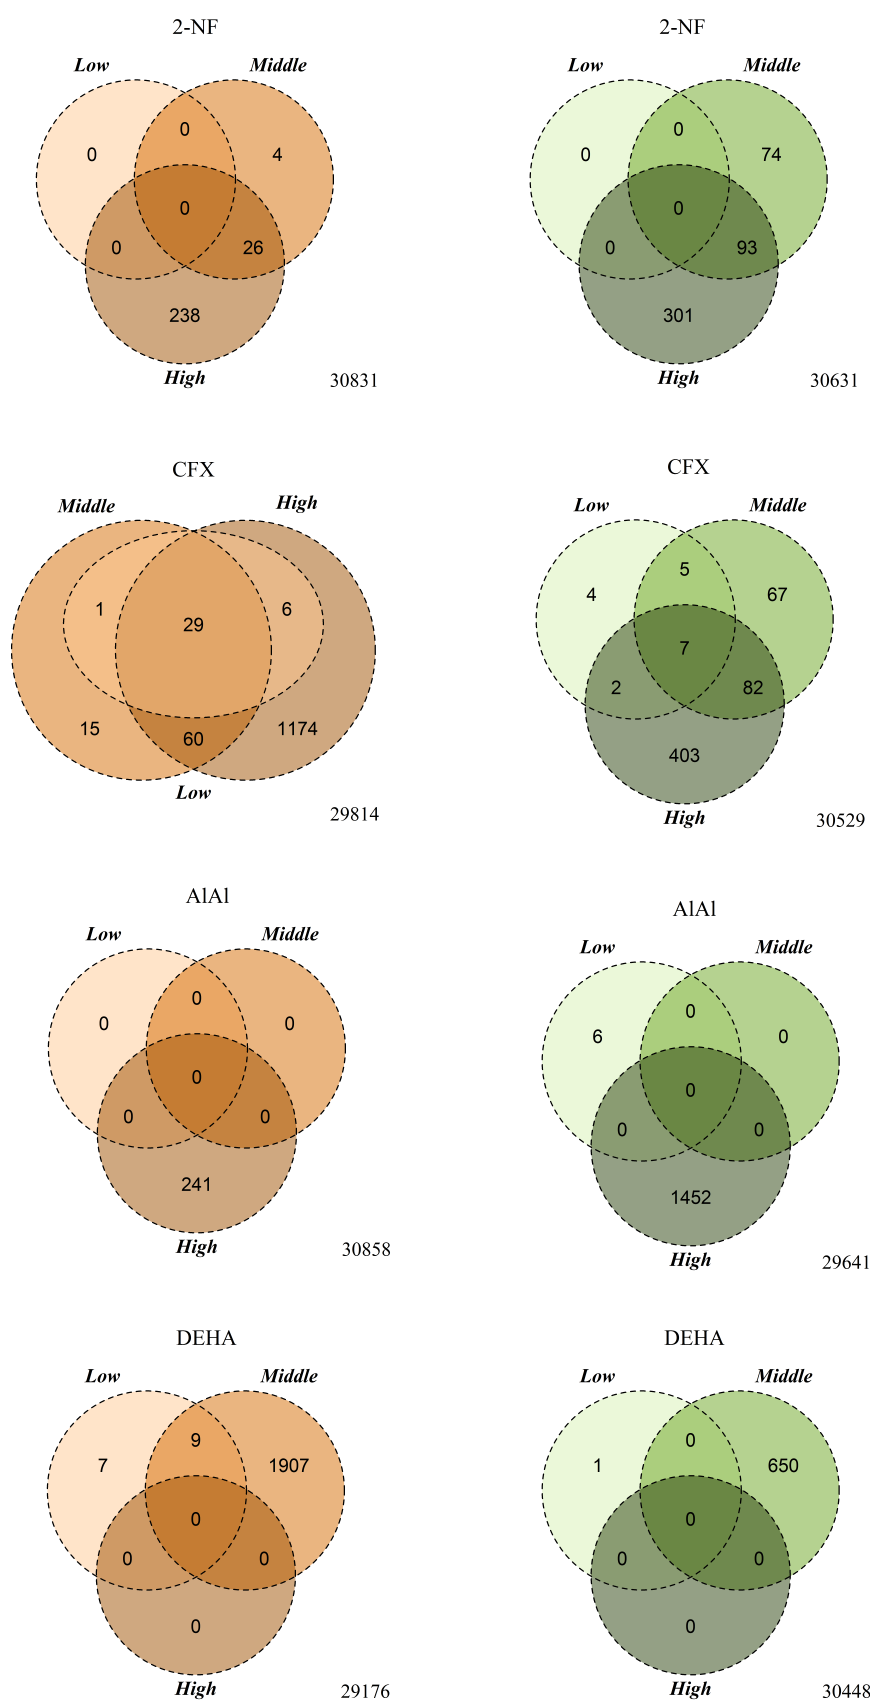 2-NF
Low Middle
0 0 4
0
0 26
238
High
30831
2-NF
Low Middle
0 0 74
0
0 93
301
High
30631
CFX
Middle High
1 29 6
15 60 1174
Low
29814
CFX
Low Middle
4 5 67
7
2 82
403
High
30529
AlAl
Low Middle
0 0 0
0
0 0
241
High
30858
AlAl
Low Middle
6 0 0
0
0 0
1452
High
29641
DEHA
Low Middle
7 9 1907
0
0 0
0
High
29176
DEHA
Low Middle
1 0 650
0
0 0
0
High
30448